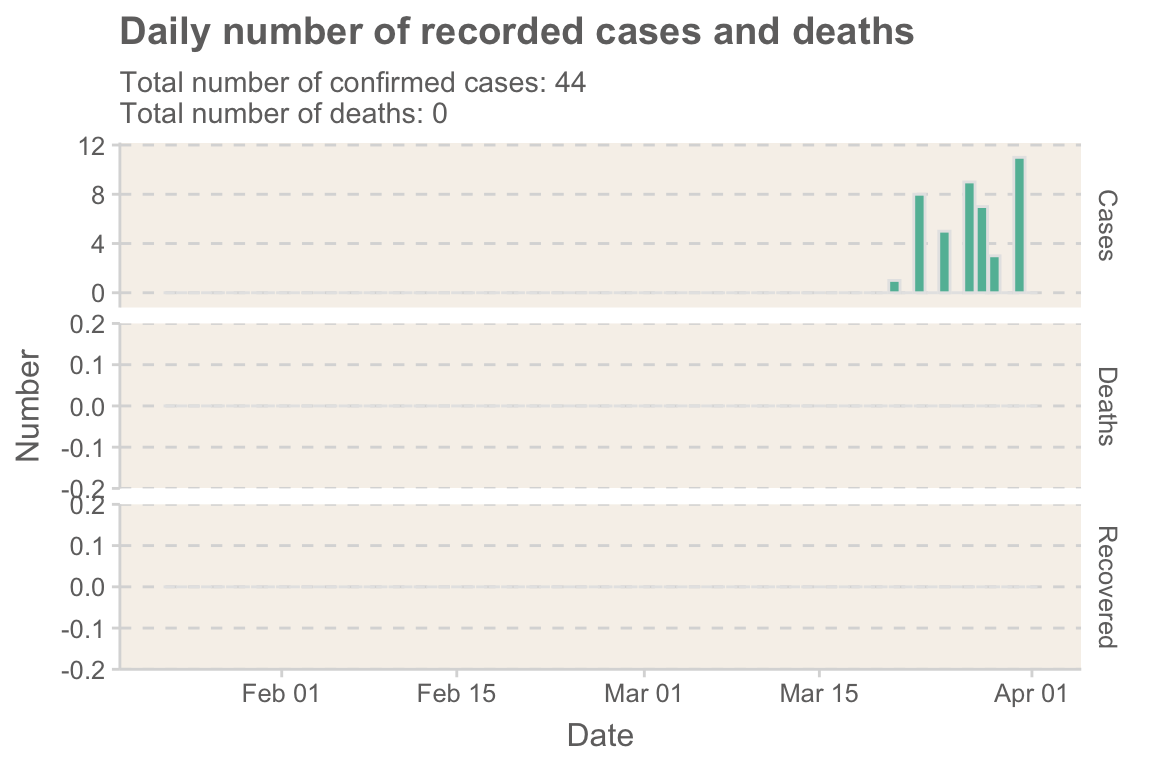 Daily number of recorded cases and deaths
Total number of confirmed cases: 44
Total number of deaths: 0
12
8
4
0
Cases
0.2
0.1
0.0
-0.1
-0.2
Deaths
0.2
0.1
0.0
-0.1
-0.2
Recovered
Number
Feb 01 Feb 15 Mar 01 Mar 15 Apr 01
Date